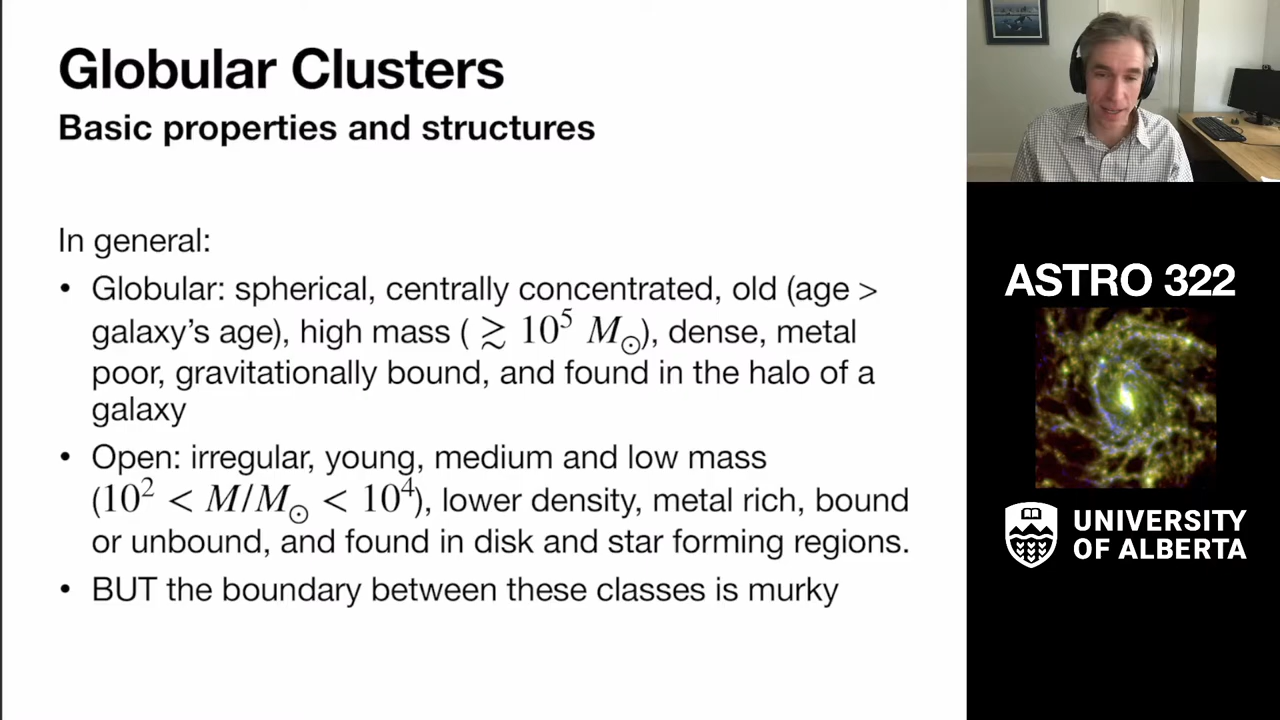 Globular Clusters
Basic properties and structures
In general:
• Globular: spherical, centrally concentrated, old (age >
galaxy’s age), high mass ( ≳ 10⁵ M☉), dense, metal
poor, gravitationally bound, and found in the halo of a
galaxy
• Open: irregular, young, medium and low mass
(10² < M/M☉ < 10⁴), lower density, metal rich, bound
or unbound, and found in disk and star forming regions.
• BUT the boundary between these classes is murky
ASTRO 322
UNIVERSITY
OF ALBERTA